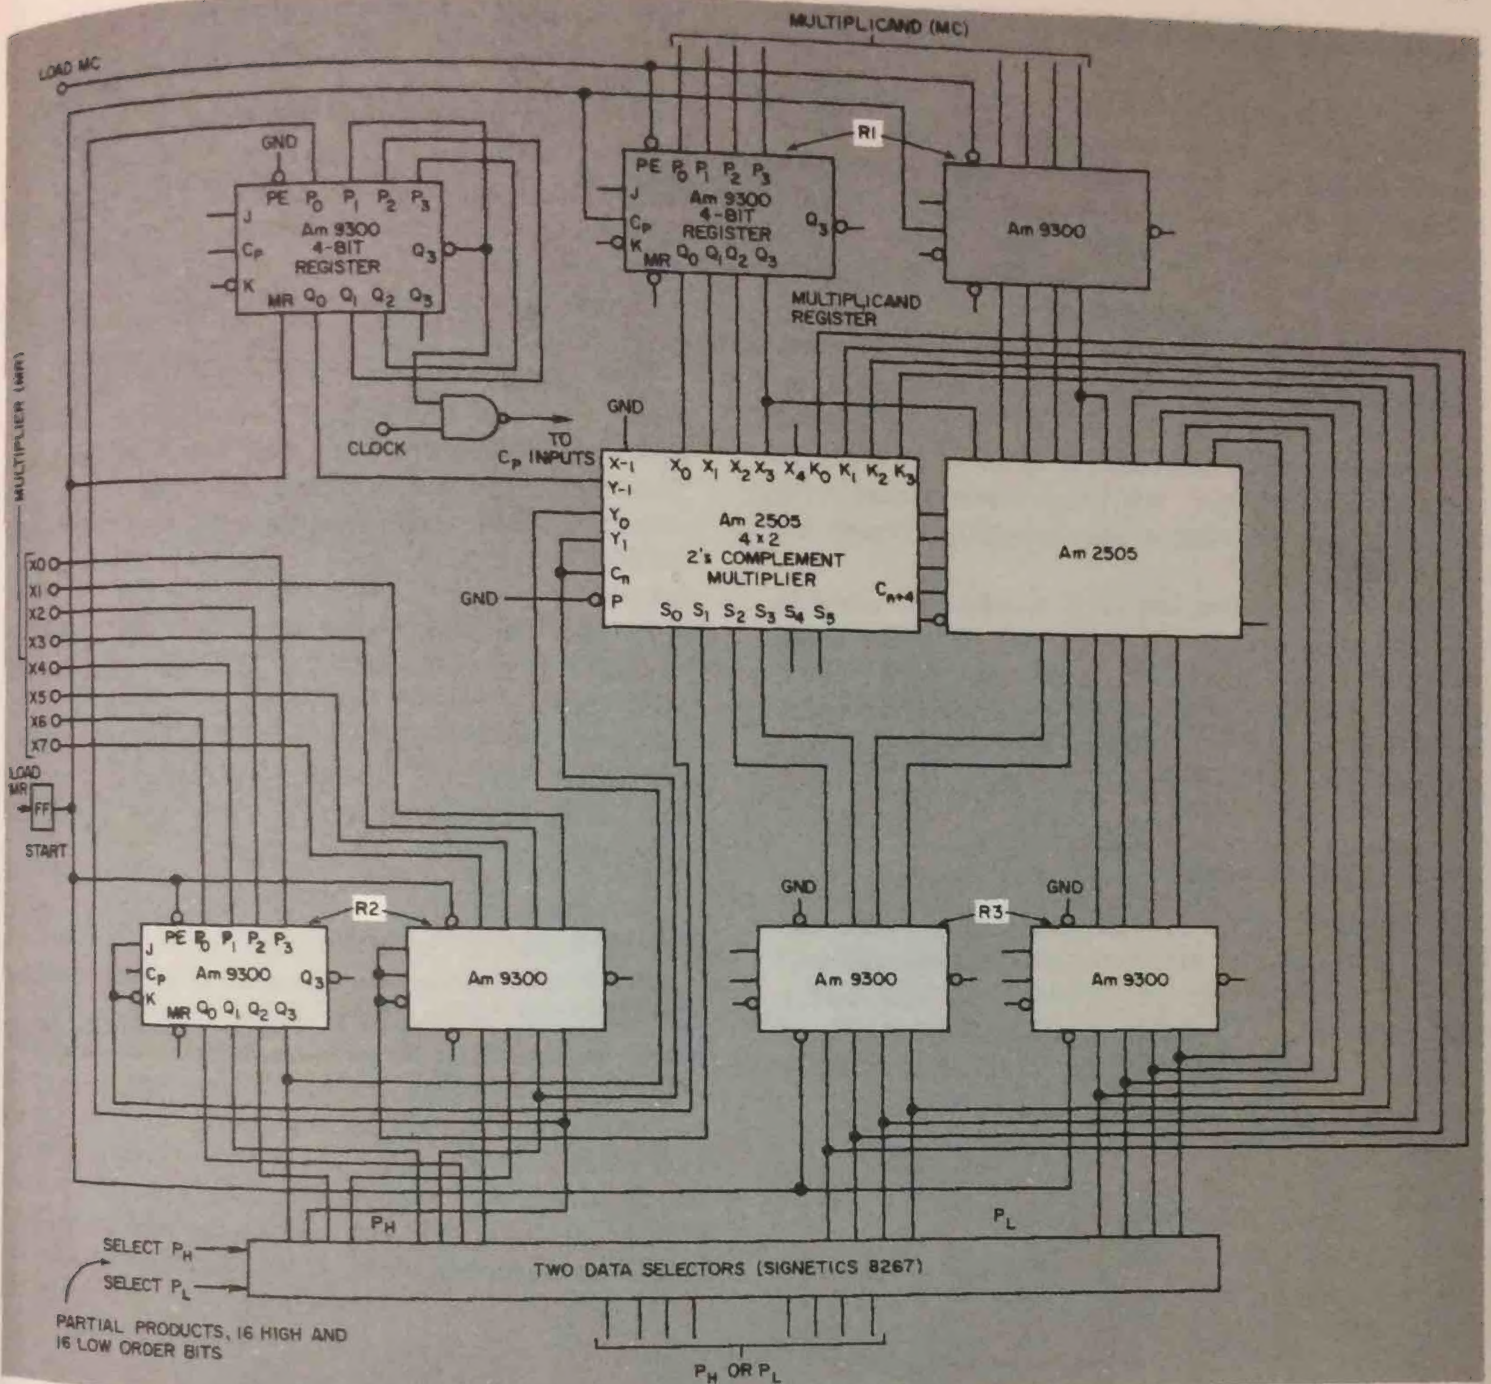 MULTIPLICAND (MC)
LOAD MC
GND
R1
PE P0 P1 P2 P3
J
Am 9300
4-BIT
REGISTER
CP
Q3
K
MR Q0 Q1 Q2 Q3
PE P0 P1 P2 P3
J
Am 9300
4-BIT
REGISTER
CP
Q3
K
MR Q0 Q1 Q2 Q3
Am 9300
MULTIPLICAND
REGISTER
MULTIPLIER (MR)
CLOCK
TO
CP INPUTS
GND
X-1 X0 X1 X2 X3 X4 K0 K1 K2 K3
Y-1
Y0
Y1
Cn
P
Am 2505
4 x 2
2's COMPLEMENT
MULTIPLIER
Cn+4
S0 S1 S2 S3 S4 S5
GND
Am 2505
X0
X1
X2
X3
X4
X5
X6
X7
LOAD
MR
FF
START
R2
GND
R3
GND
PE P0 P1 P2 P3
J
CP
Am 9300
Q3
K
MR Q0 Q1 Q2 Q3
Am 9300
Am 9300
Am 9300
PH
PL
SELECT PH
SELECT PL
TWO DATA SELECTORS (SIGNETICS 8267)
PARTIAL PRODUCTS, 16 HIGH AND
16 LOW ORDER BITS
PH OR PL